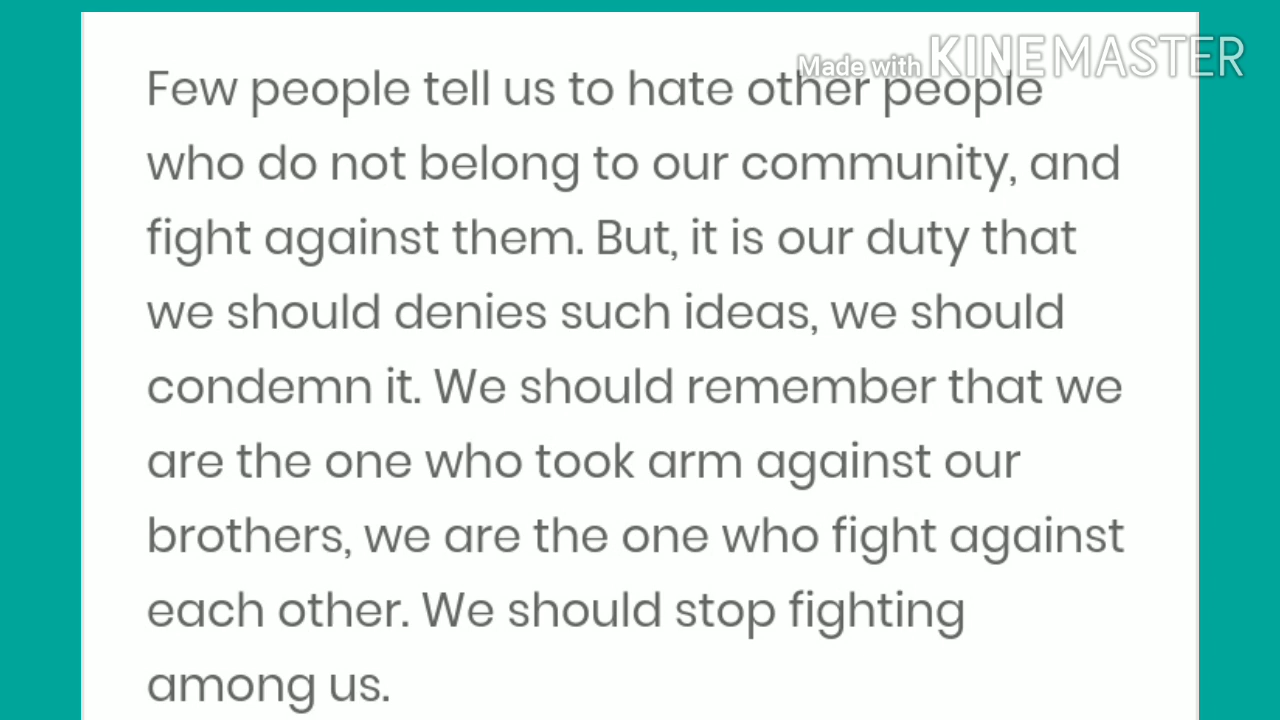 Made with KINEMASTER
Few people tell us to hate other people
who do not belong to our community, and
fight against them. But, it is our duty that
we should denies such ideas, we should
condemn it. We should remember that we
are the one who took arm against our
brothers, we are the one who fight against
each other. We should stop fighting
among us.